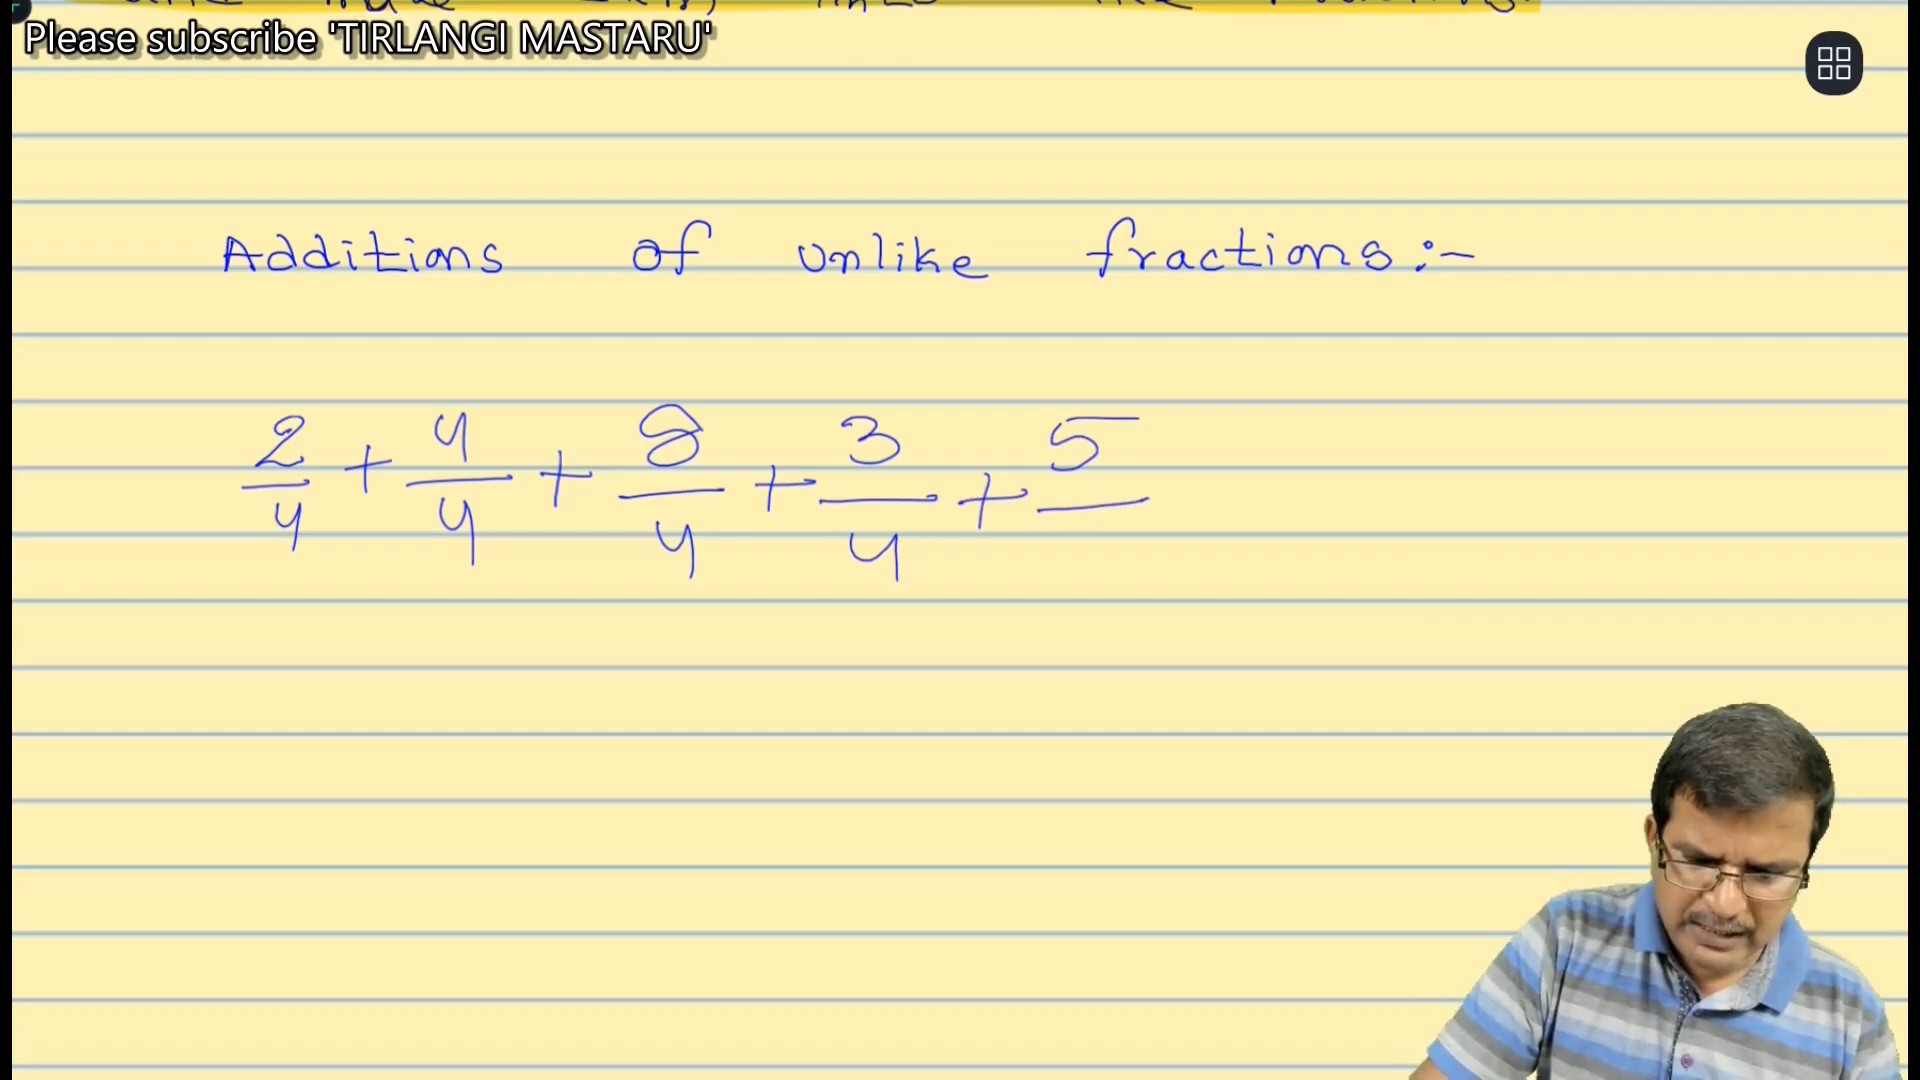 Please subscribe 'TIRLANGI MASTARU'
Additions of unlike fractions:-
2/4 + 4/4 + 8/4 + 3/4 + 5/